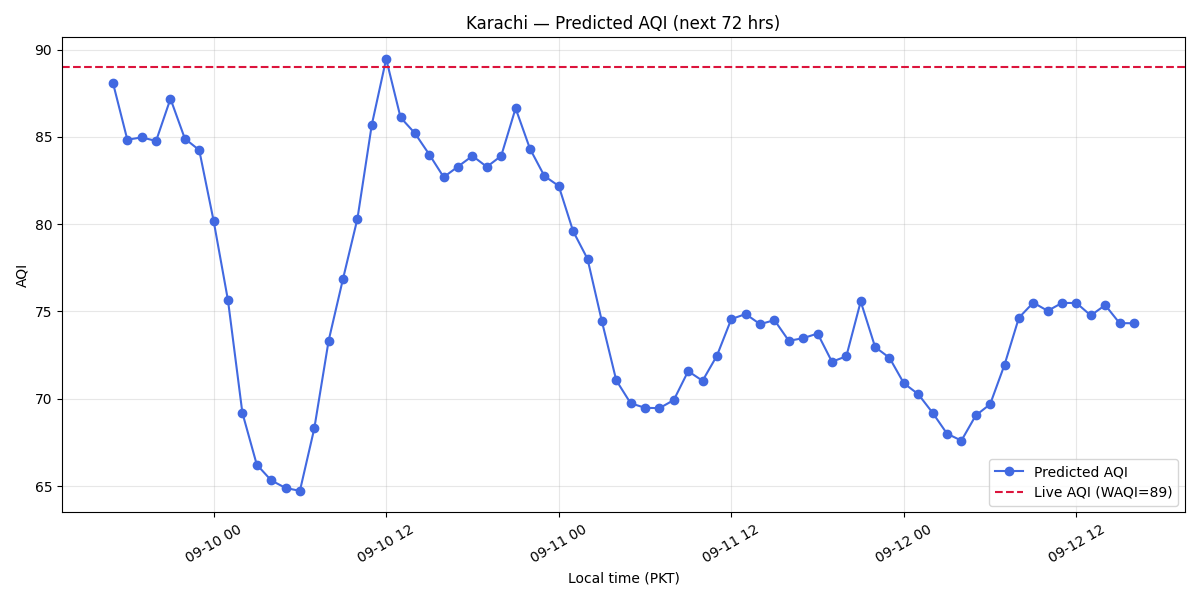 Karachi — Predicted AQI (next 72 hrs)
90
85
80
75
70
65
AQI
Predicted AQI
Live AQI (WAQI=89)
09-10 00
09-10 12
09-11 00
09-11 12
09-12 00
09-12 12
Local time (PKT)